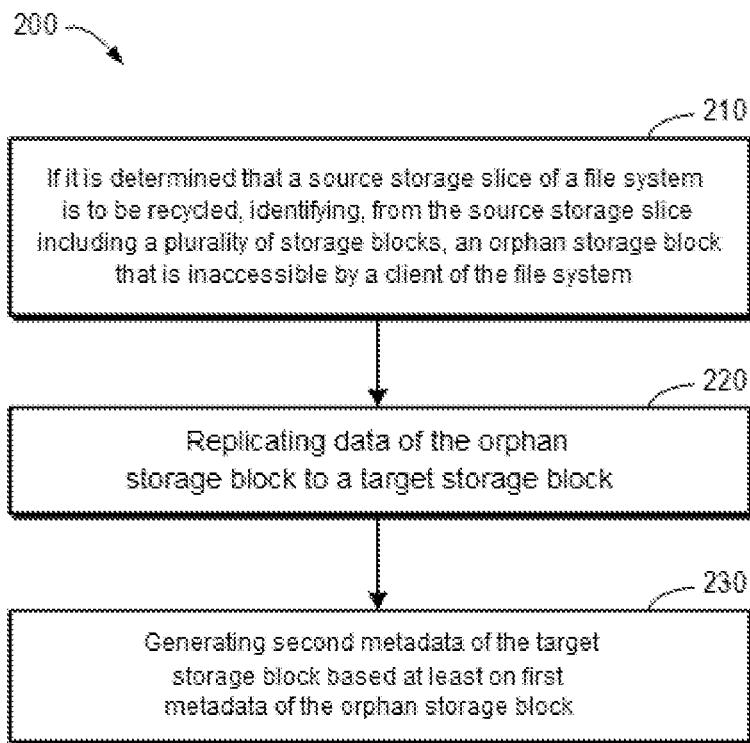 200
210
If it is determined that a source storage slice of a file system
is to be recycled, identifying, from the source storage slice
including a plurality of storage blocks, an orphan storage block
that is inaccessible by a client of the file system
220
Replicating data of the orphan
storage block to a target storage block
230
Generating second metadata of the target
storage block based at least on first
metadata of the orphan storage block